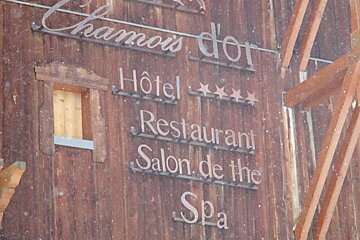 Chamois d'or
Hôtel ****
Restaurant
Salon de the
Spa